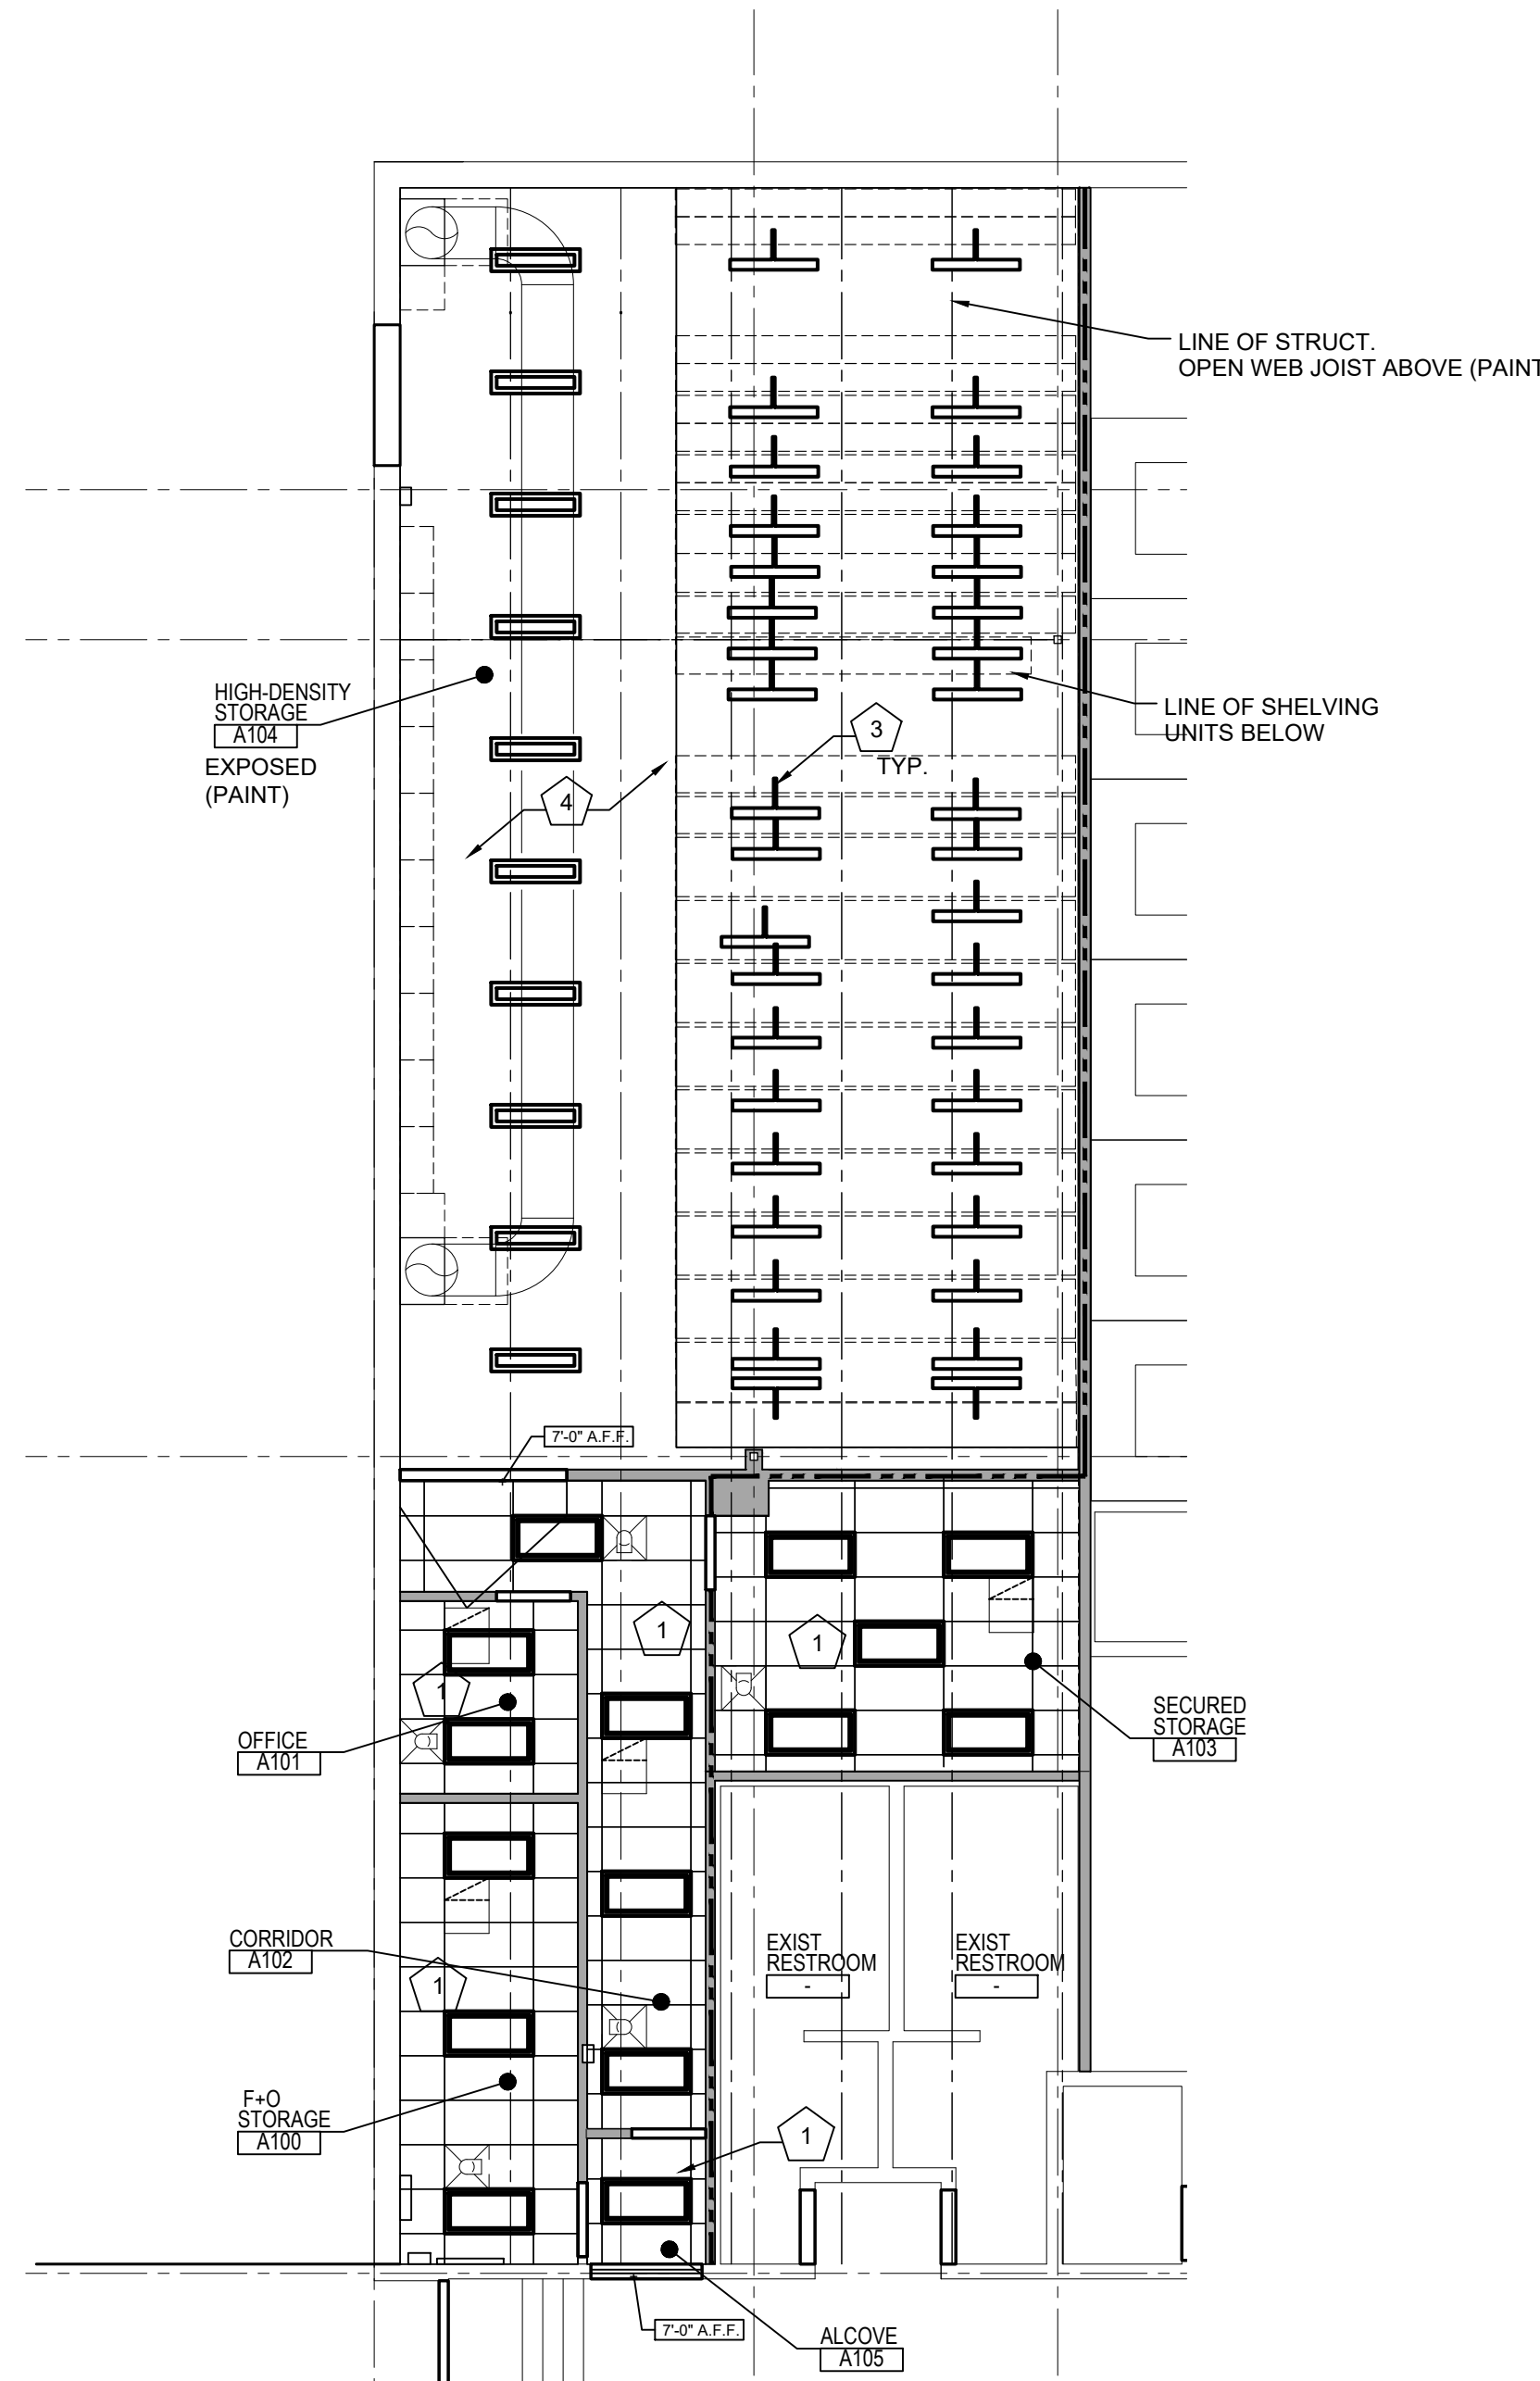 LINE OF STRUCT.
OPEN WEB JOIST ABOVE (PAINT
HIGH-DENSITY
STORAGE
A104
EXPOSED
(PAINT)
LINE OF SHELVING
UNITS BELOW
3
TYP.
4
7'-0" A.F.F.
1
1
1
OFFICE
A101
SECURED
STORAGE
A103
CORRIDOR
A102
1
EXIST
RESTROOM
-
EXIST
RESTROOM
-
F+O
STORAGE
A100
1
7'-0" A.F.F.
ALCOVE
A105